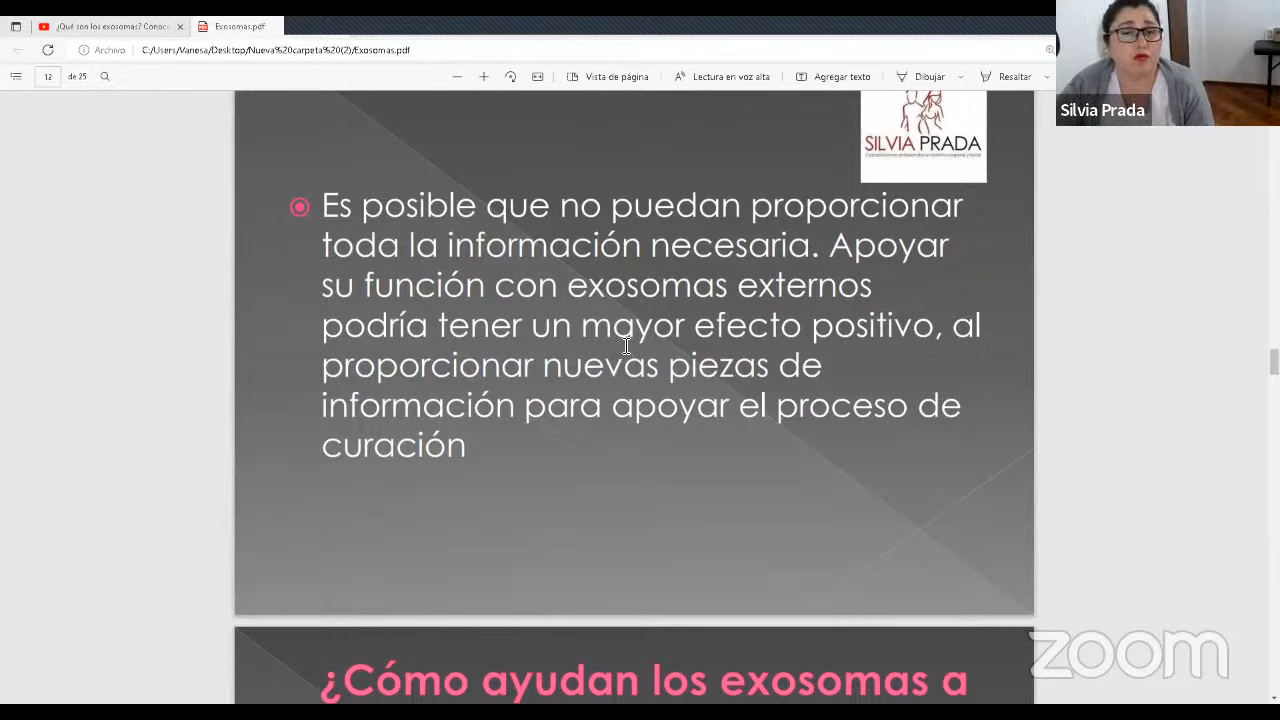 ¿Qué son los exosomas? Conoc
Exosomas.pdf
Archivo
C:/Users/Vanesa/Desktop/Nueva%20carpeta%20(2)/Exosomas.pdf
12 de 25
Vista de página
Lectura en voz alta
Agregar texto
Dibujar
Resaltar
Silvia Prada
SILVIA PRADA
Es posible que no puedan proporcionar
toda la información necesaria. Apoyar
su función con exosomas externos
podría tener un mayor efecto positivo, al
proporcionar nuevas piezas de
información para apoyar el proceso de
curación
¿Cómo ayudan los exosomas a
zoom